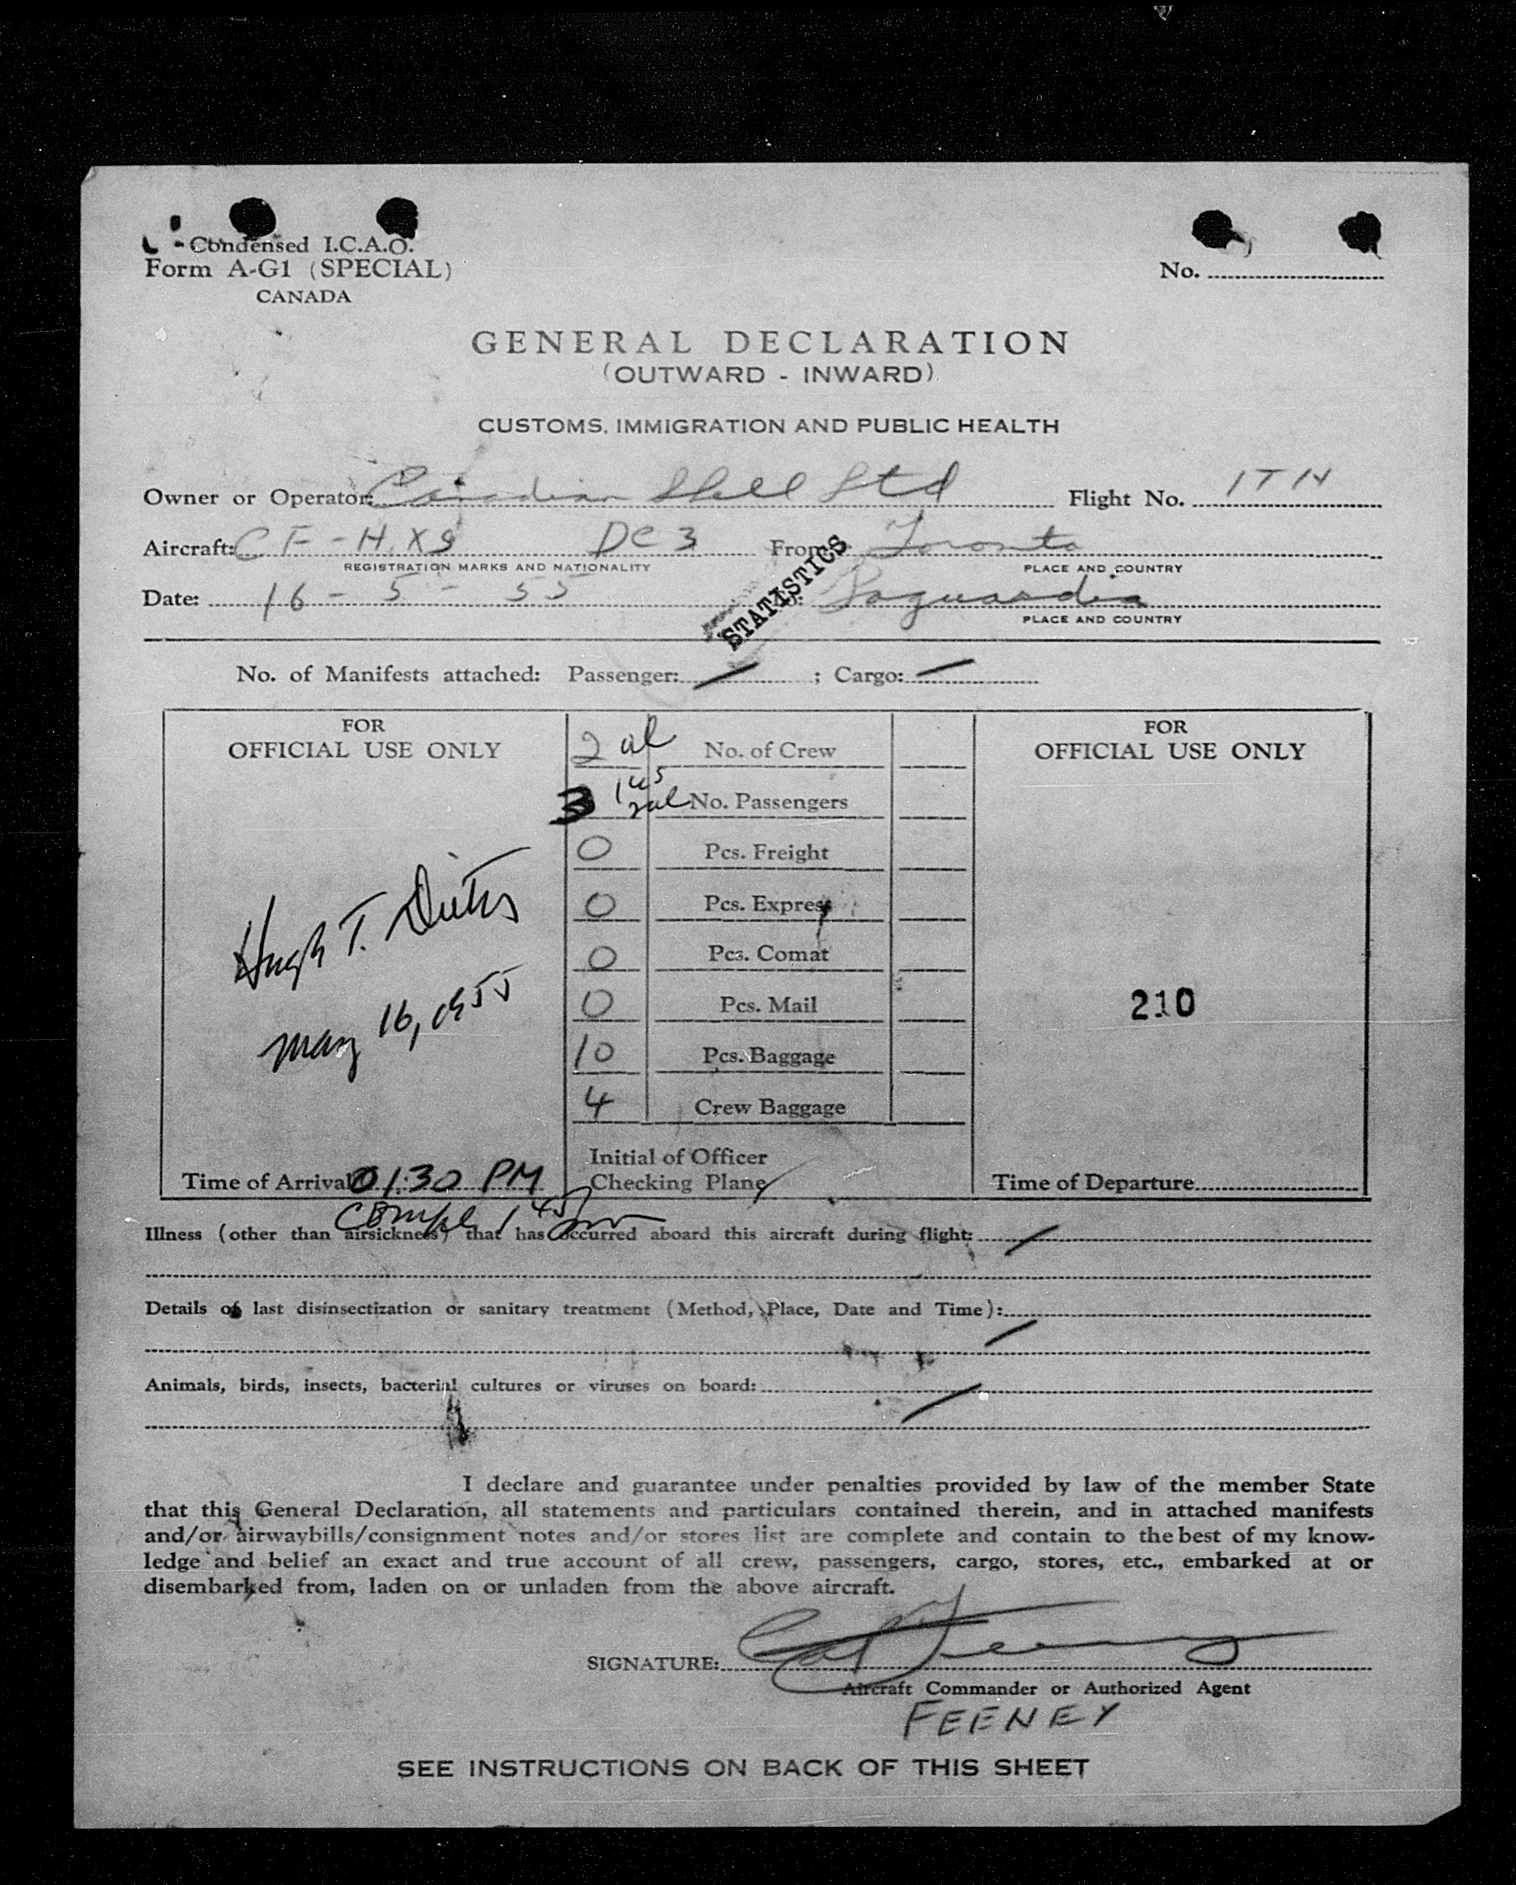 Condensed I.C.A.O.
Form A-G1 (SPECIAL)
CANADA
No.
GENERAL DECLARATION
(OUTWARD - INWARD)
CUSTOMS, IMMIGRATION AND PUBLIC HEALTH
Owner or Operator: Canadian Shell Ltd Flight No. ITN
Aircraft: CF-HXS DC3 From: Toronto
REGISTRATION MARKS AND NATIONALITY PLACE AND COUNTRY
STATISTICS
Date: 16 - 5 - 55 To: Laguardia
PLACE AND COUNTRY
No. of Manifests attached: Passenger: / ; Cargo: /
FOR
OFFICIAL USE ONLY
Hugh T.
May 16, 1955
Time of Arrival 01:30 PM
2 al No. of Crew
3 1 US 2al No. Passengers
0 Pcs. Freight
0 Pcs. Express
0 Pcs. Comat
0 Pcs. Mail
10 Pcs. Baggage
4 Crew Baggage
Initial of Officer
Checking Plane
FOR
OFFICIAL USE ONLY
210
Time of Departure
Compl 1 45
Illness (other than airsickness) that has occurred aboard this aircraft during flight: /
Details of last disinsectization or sanitary treatment (Method, Place, Date and Time): /
Animals, birds, insects, bacterial cultures or viruses on board: /
I declare and guarantee under penalties provided by law of the member State
that this General Declaration, all statements and particulars contained therein, and in attached manifests
and/or airwaybills/consignment notes and/or stores list are complete and contain to the best of my know-
ledge and belief an exact and true account of all crew, passengers, cargo, stores, etc., embarked at or
disembarked from, laden on or unladen from the above aircraft.
SIGNATURE: Feeney
Aircraft Commander or Authorized Agent
FEENEY
SEE INSTRUCTIONS ON BACK OF THIS SHEET